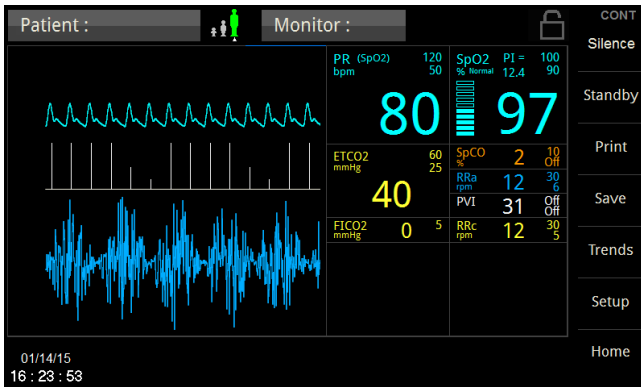 Patient :
Monitor :
CONT
Silence
Standby
Print
Save
Trends
Setup
Home
PR (SpO2) 120
bpm 50
80
SpO2 PI = 100
% Normal 12.4 90
97
ETCO2 60
mmHg 25
40
SpCO 2 10
% Off
RRa 12 30
rpm 6
PVI 31 Off
Off
FICO2 0 5
mmHg
RRc 12 30
rpm 5
01/14/15
16 : 23 : 53